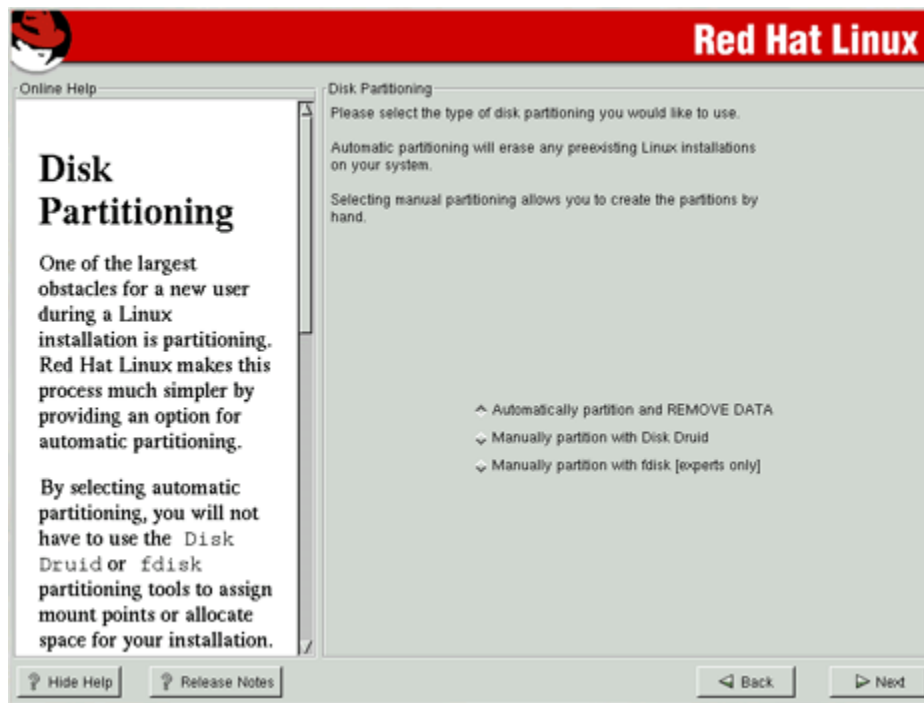 Red Hat Linux
Online Help
Disk
Partitioning
One of the largest
obstacles for a new user
during a Linux
installation is partitioning.
Red Hat Linux makes this
process much simpler by
providing an option for
automatic partitioning.
By selecting automatic
partitioning, you will not
have to use the Disk
Druid or fdisk
partitioning tools to assign
mount points or allocate
space for your installation.
Disk Partitioning
Please select the type of disk partitioning you would like to use.
Automatic partitioning will erase any preexisting Linux installations
on your system.
Selecting manual partitioning allows you to create the partitions by
hand.
Automatically partition and REMOVE DATA
Manually partition with Disk Druid
Manually partition with fdisk [experts only]
? Hide Help
? Release Notes
Back
Next